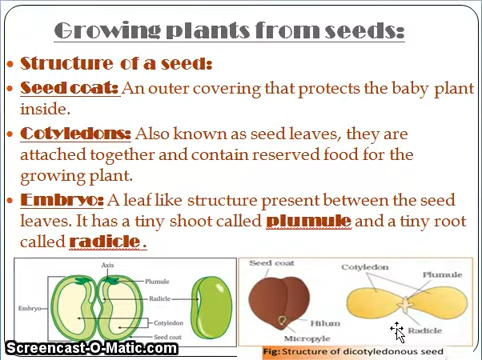 Growing plants from seeds:
Structure of a seed:
Seed coat: An outer covering that protects the baby plant
inside.
Cotyledons: Also known as seed leaves, they are
attached together and contain reserved food for the
growing plant.
Embryo: A leaf like structure present between the seed
leaves. It has a tiny shoot called plumule and a tiny root
called radicle.
Axis
Plumule
Radicle
Embryo
Cotyledon
Seed coat
Seed coat
Hilum
Micropyle
Cotyledon
Plumule
Radicle
Fig: Structure of dicotyledonous seed
Screencast-O-Matic.com